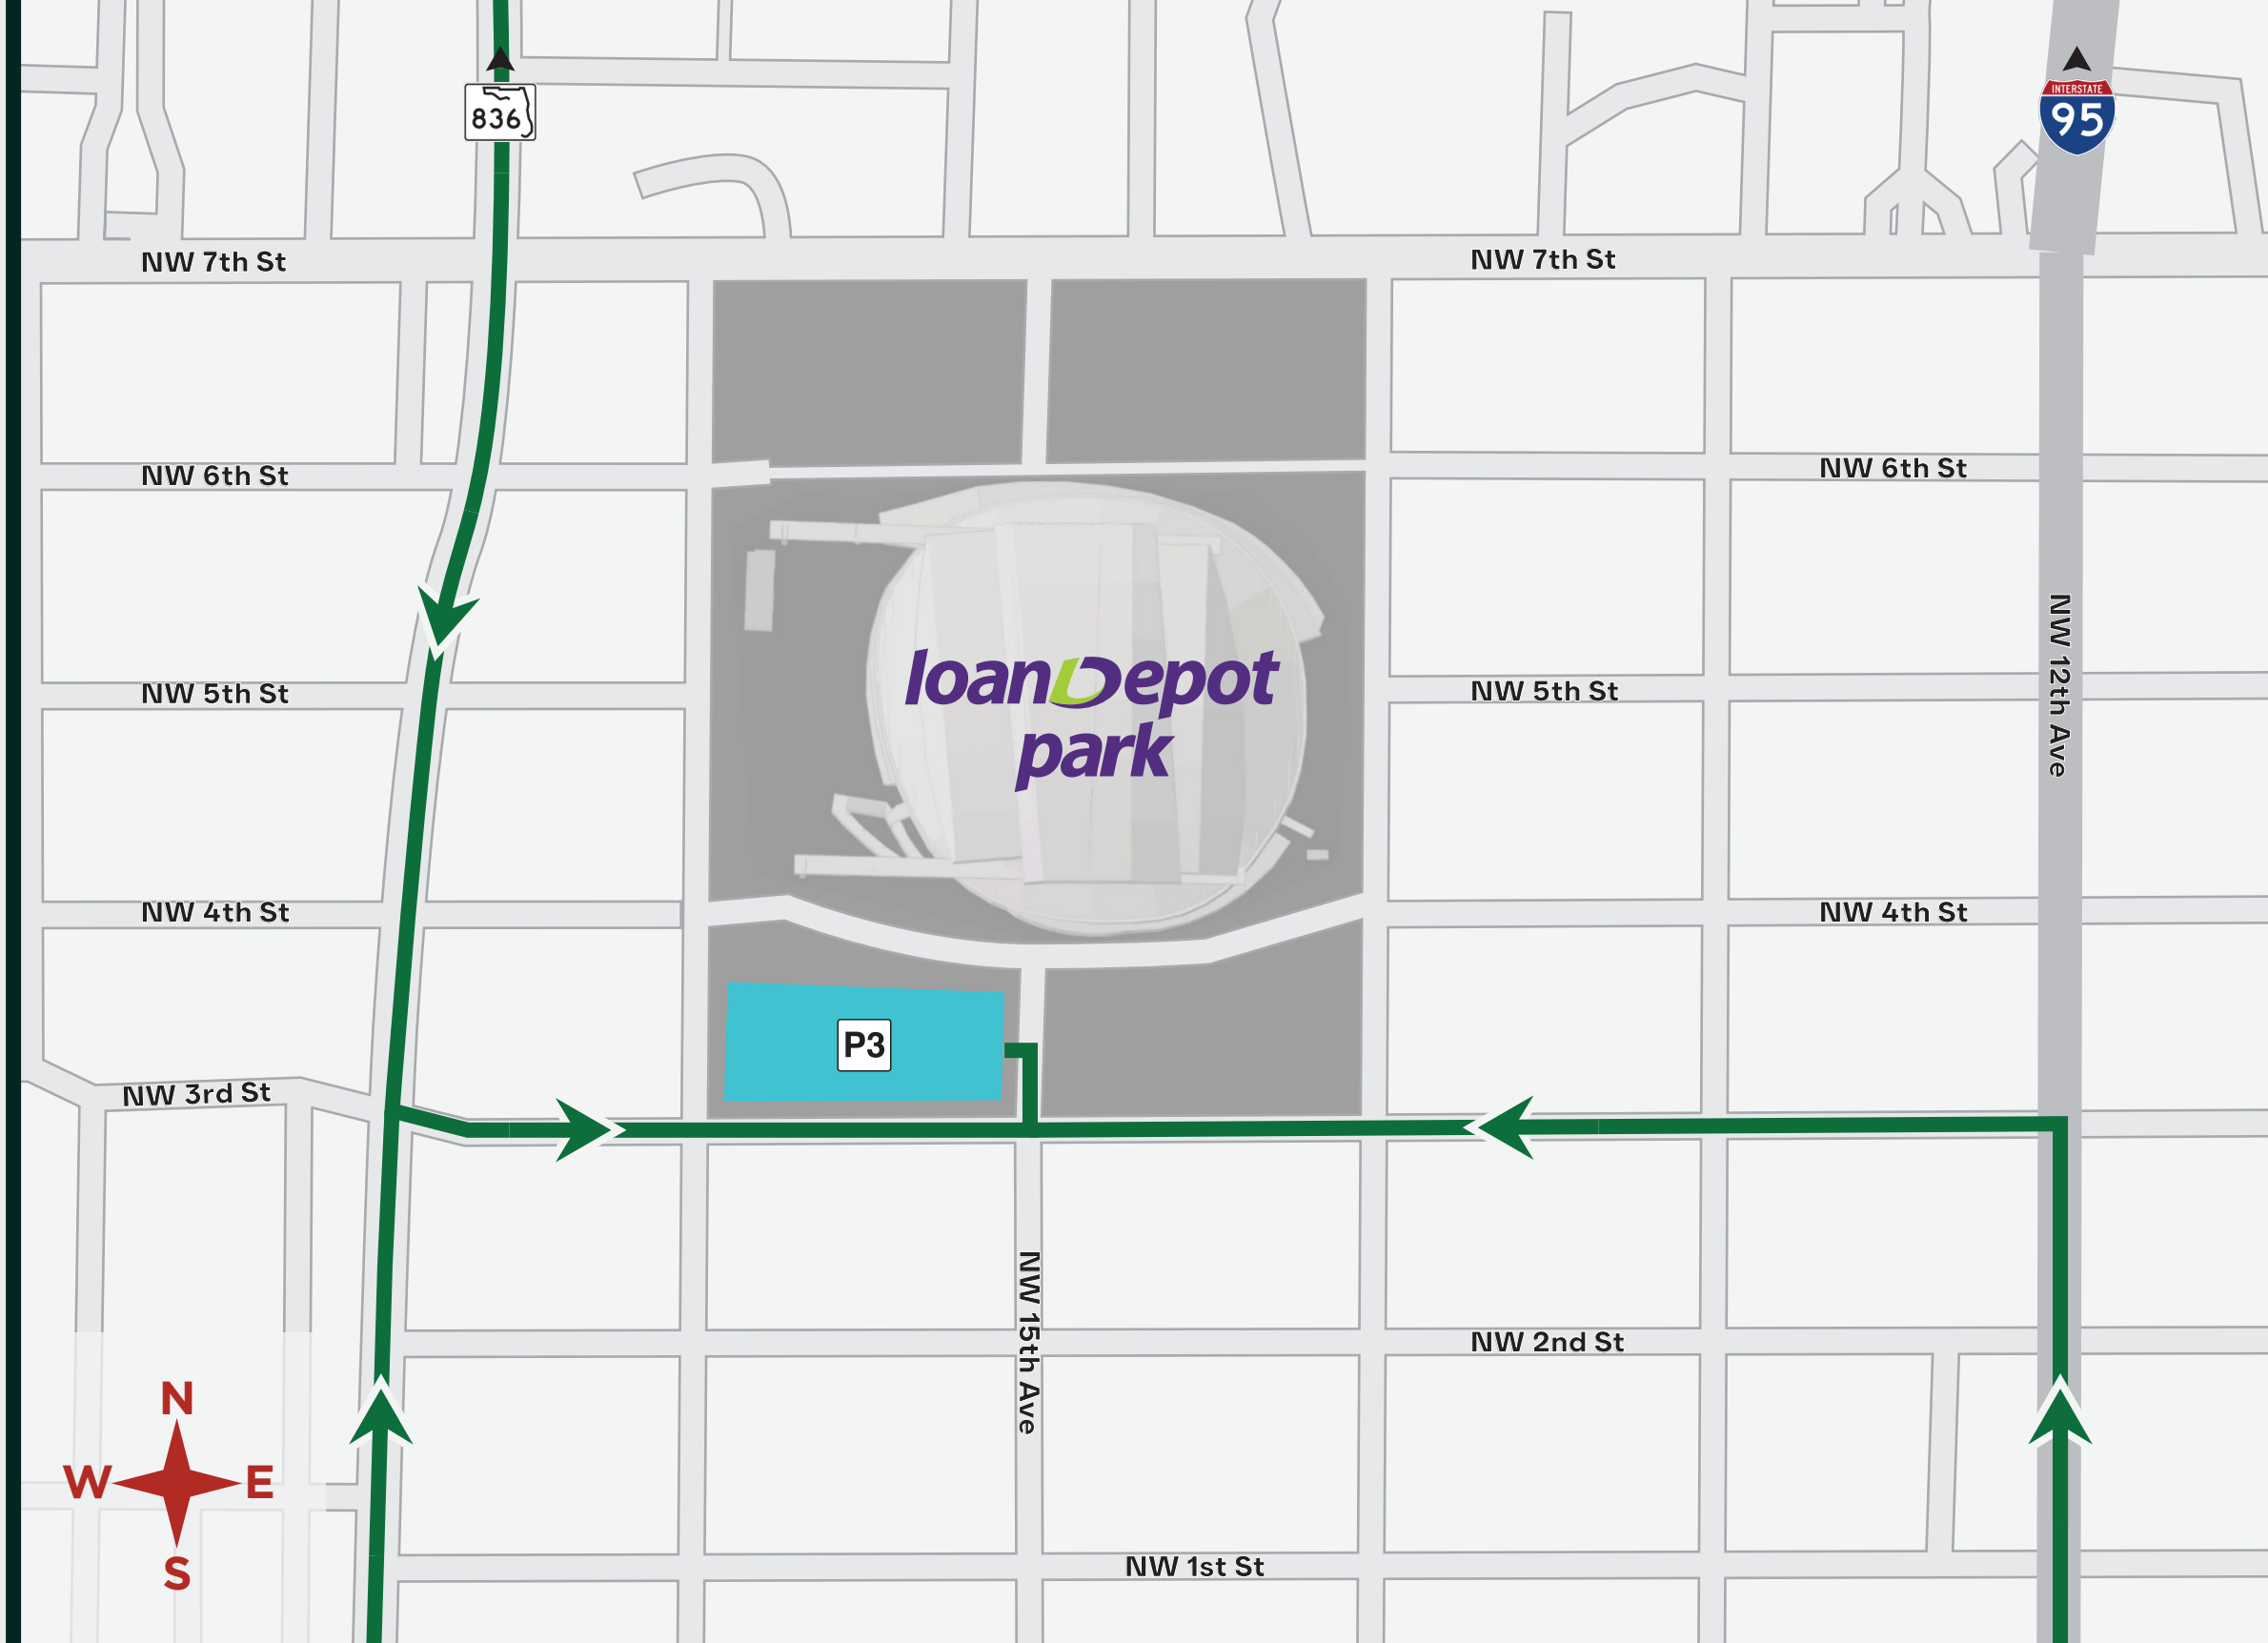 836
INTERSTATE
95
NW 7th St
NW 7th St
NW 6th St
NW 6th St
NW 5th St
NW 5th St
NW 12th Ave
loanDepot
park
NW 4th St
NW 4th St
P3
NW 3rd St
NW 15th Ave
NW 2nd St
N
W E
S
NW 1st St